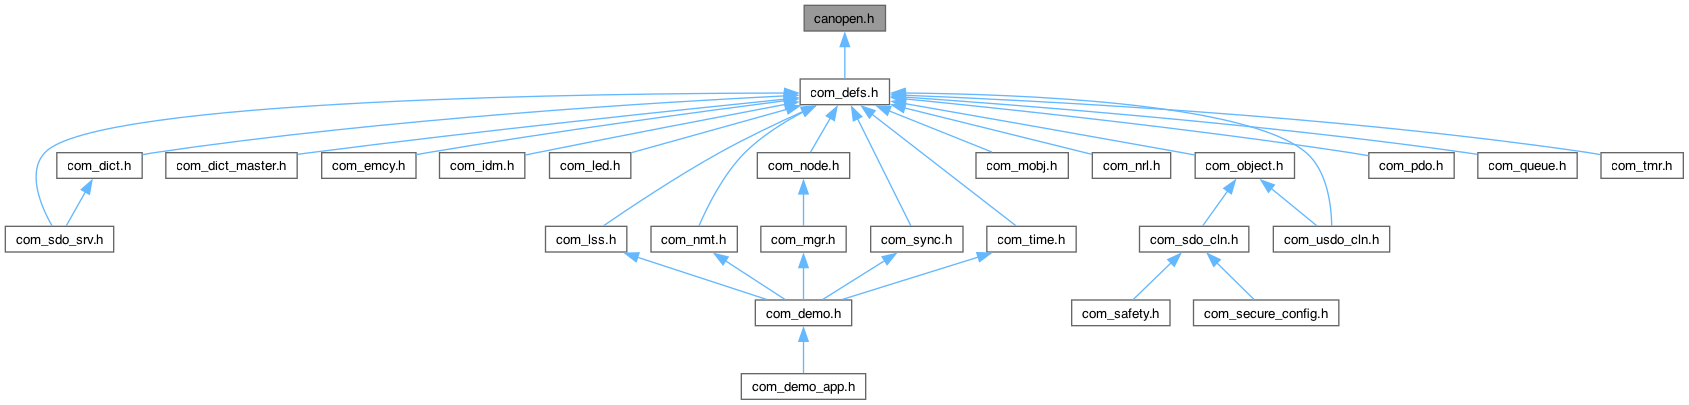 canopen.h
com_defs.h
com_dict.h
com_dict_master.h
com_emcy.h
com_idm.h
com_led.h
com_node.h
com_mobj.h
com_nrl.h
com_object.h
com_pdo.h
com_queue.h
com_tmr.h
com_sdo_srv.h
com_lss.h
com_nmt.h
com_mgr.h
com_sync.h
com_time.h
com_sdo_cln.h
com_usdo_cln.h
com_demo.h
com_safety.h
com_secure_config.h
com_demo_app.h